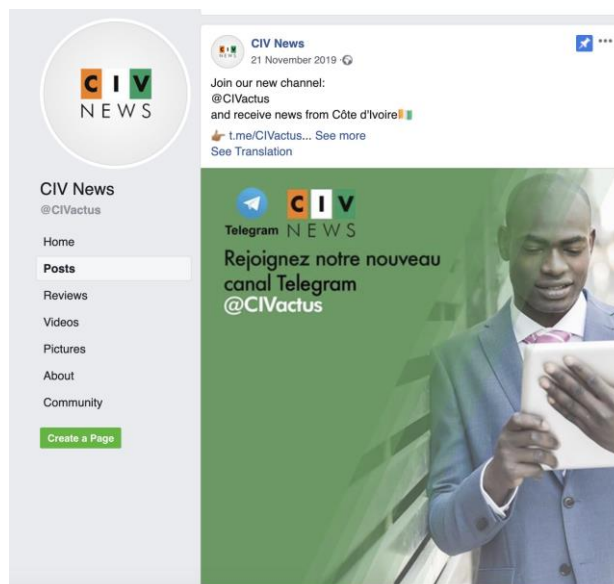 CIV
NEWS
CIV News
@CIVactus
Home
Posts
Reviews
Videos
Pictures
About
Community
Create a Page
CIV News
21 November 2019 ·
Join our new channel:
@CIVactus
and receive news from Côte d'Ivoire
t.me/CIVactus... See more
See Translation
Telegram
CIV
NEWS
Rejoignez notre nouveau
canal Telegram
@CIVactus